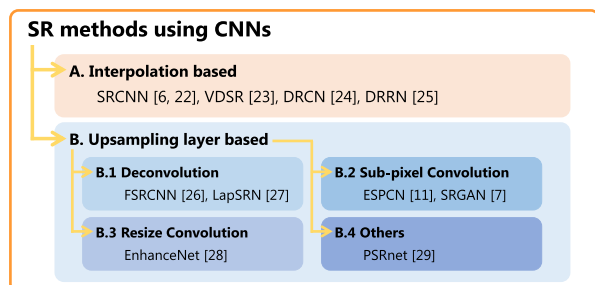 SR methods using CNNs
A. Interpolation based
SRCNN [6, 22], VDSR [23], DRCN [24], DRRN [25]
B. Upsampling layer based
B.1 Deconvolution
FSRCNN [26], LapSRN [27]
B.2 Sub-pixel Convolution
ESPCN [11], SRGAN [7]
B.3 Resize Convolution
EnhanceNet [28]
B.4 Others
PSRnet [29]